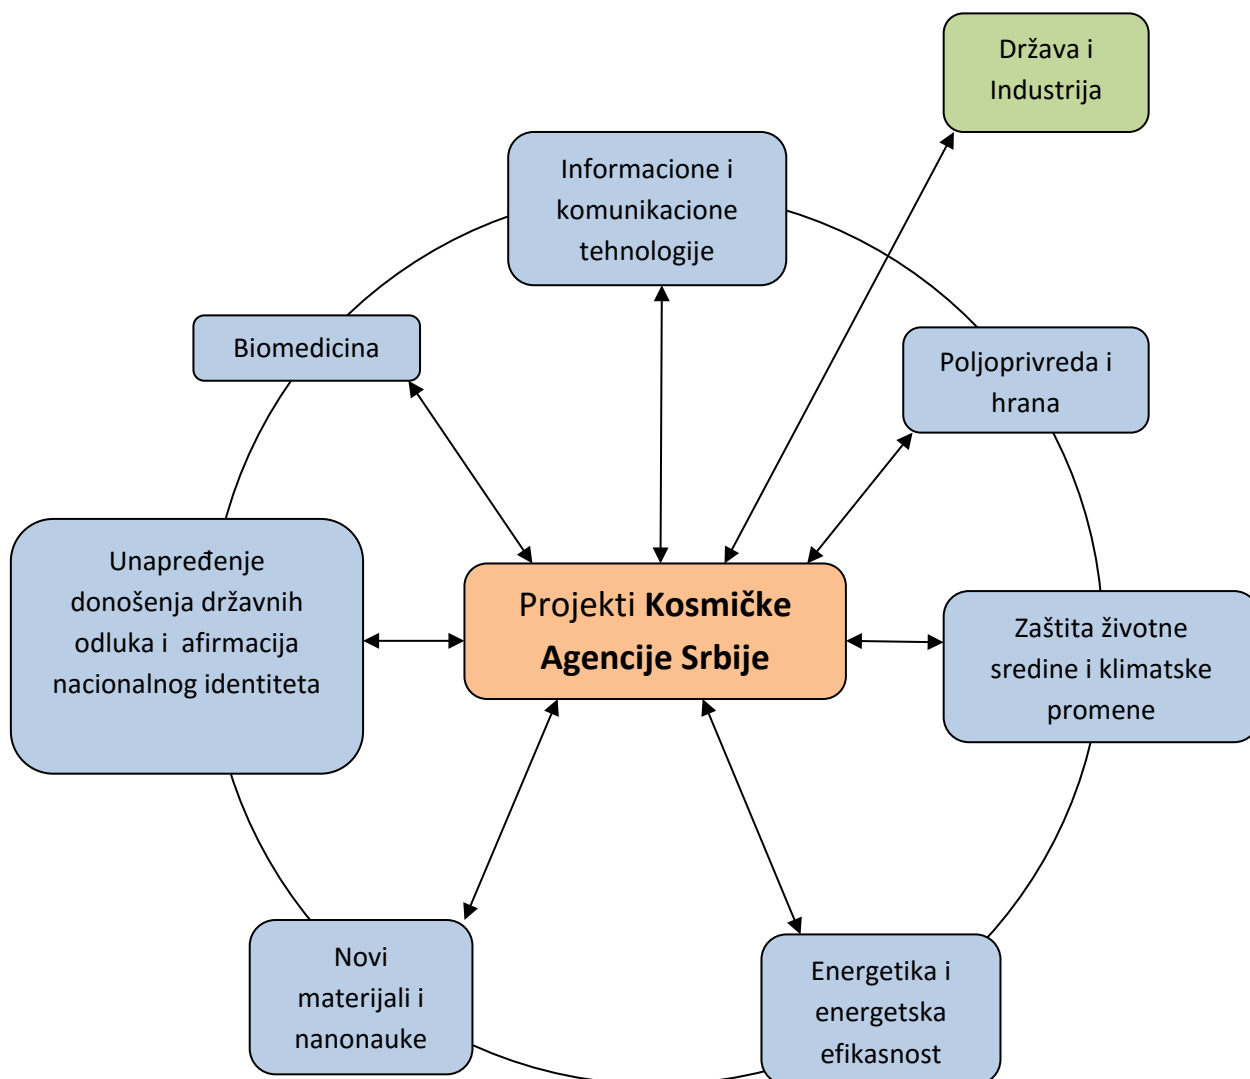 Država i
Industrija
Informacione i
komunikacione
tehnologije
Biomedicina
Poljoprivreda i
hrana
Unapređenje
donošenja državnih
odluka i  afirmacija
nacionalnog identiteta
Projekti Kosmičke
Agencije Srbije
Zaštita životne
sredine i klimatske
promene
Novi
materijali i
nanonauke
Energetika i
energetska
efikasnost